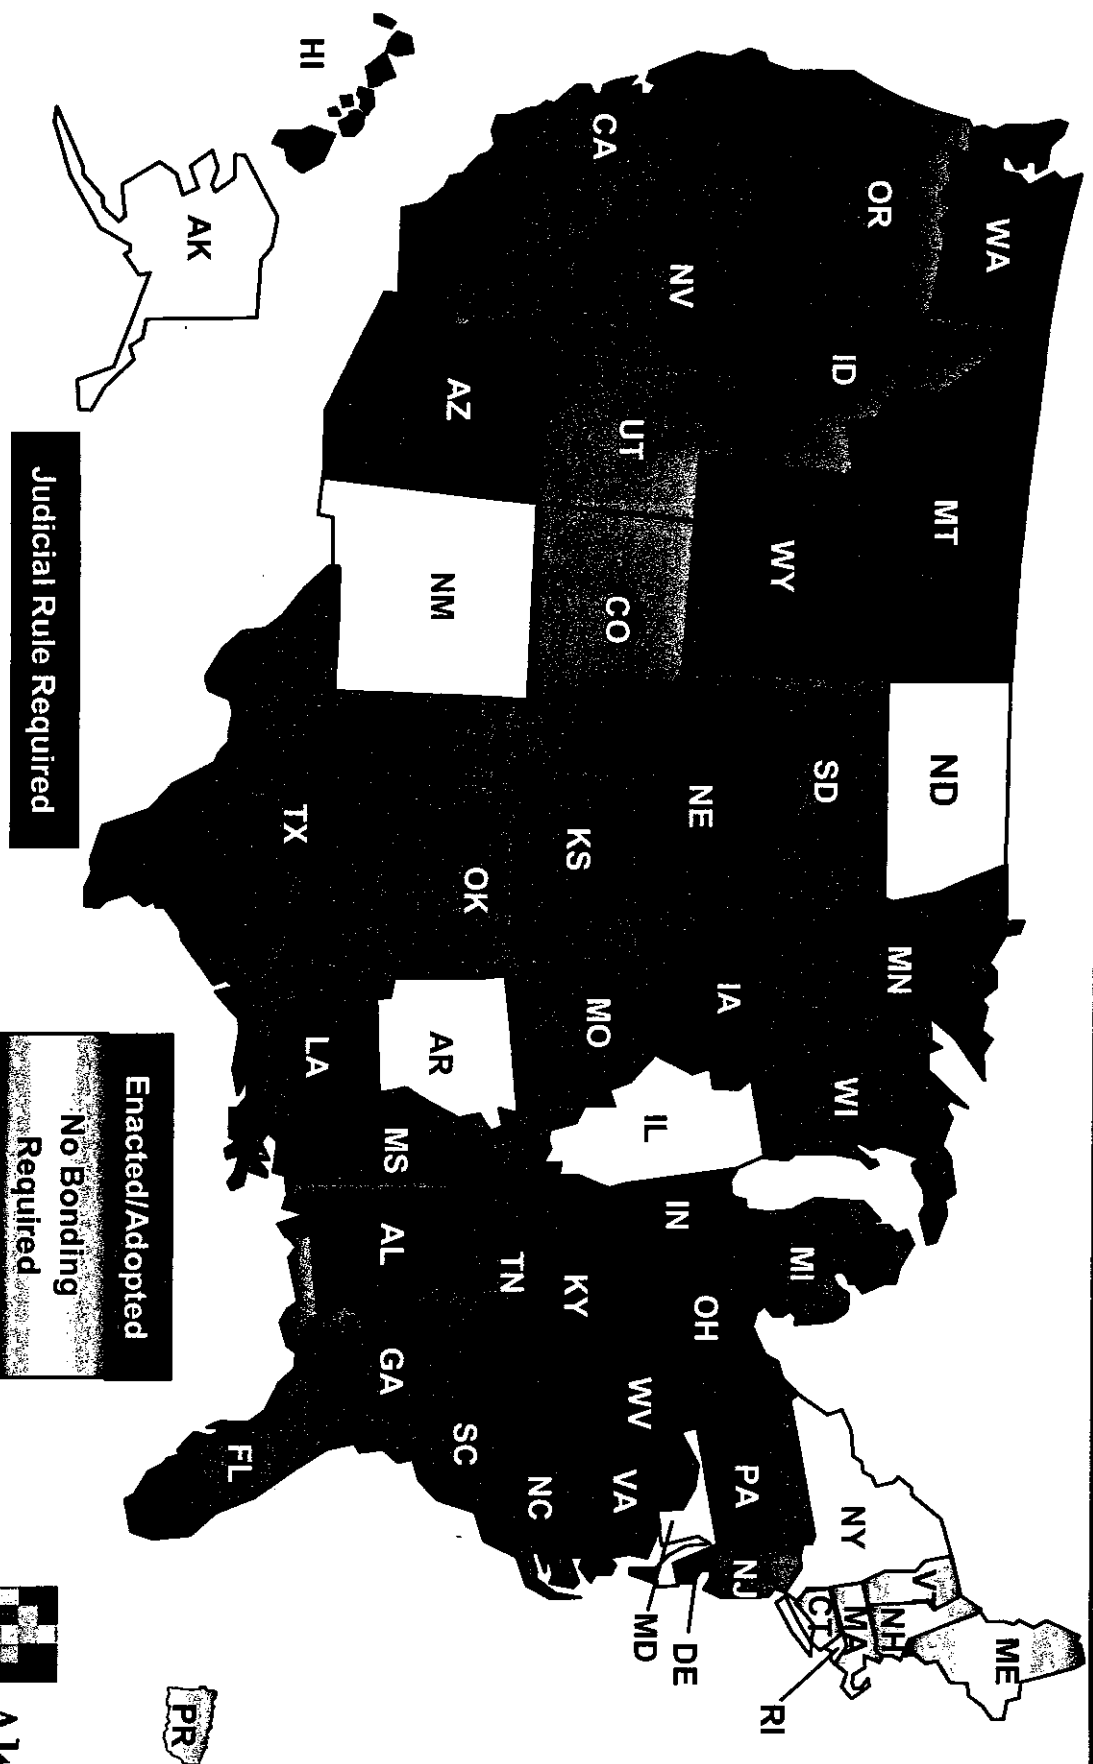 WA
OR
CA
NV
ID
UT
AZ
MT
WY
CO
NM
ND
SD
NE
KS
OK
TX
MN
IA
MO
AR
LA
WI
IL
MS
MI
IN
OH
KY
TN
AL
GA
FL
SC
NC
VA
WV
PA
NY
NJ
VT
NH
MA
CT
ME
RI
DE
MD
HI
AK
PR
Judicial Rule Required
Enacted/Adopted
No Bonding
Required